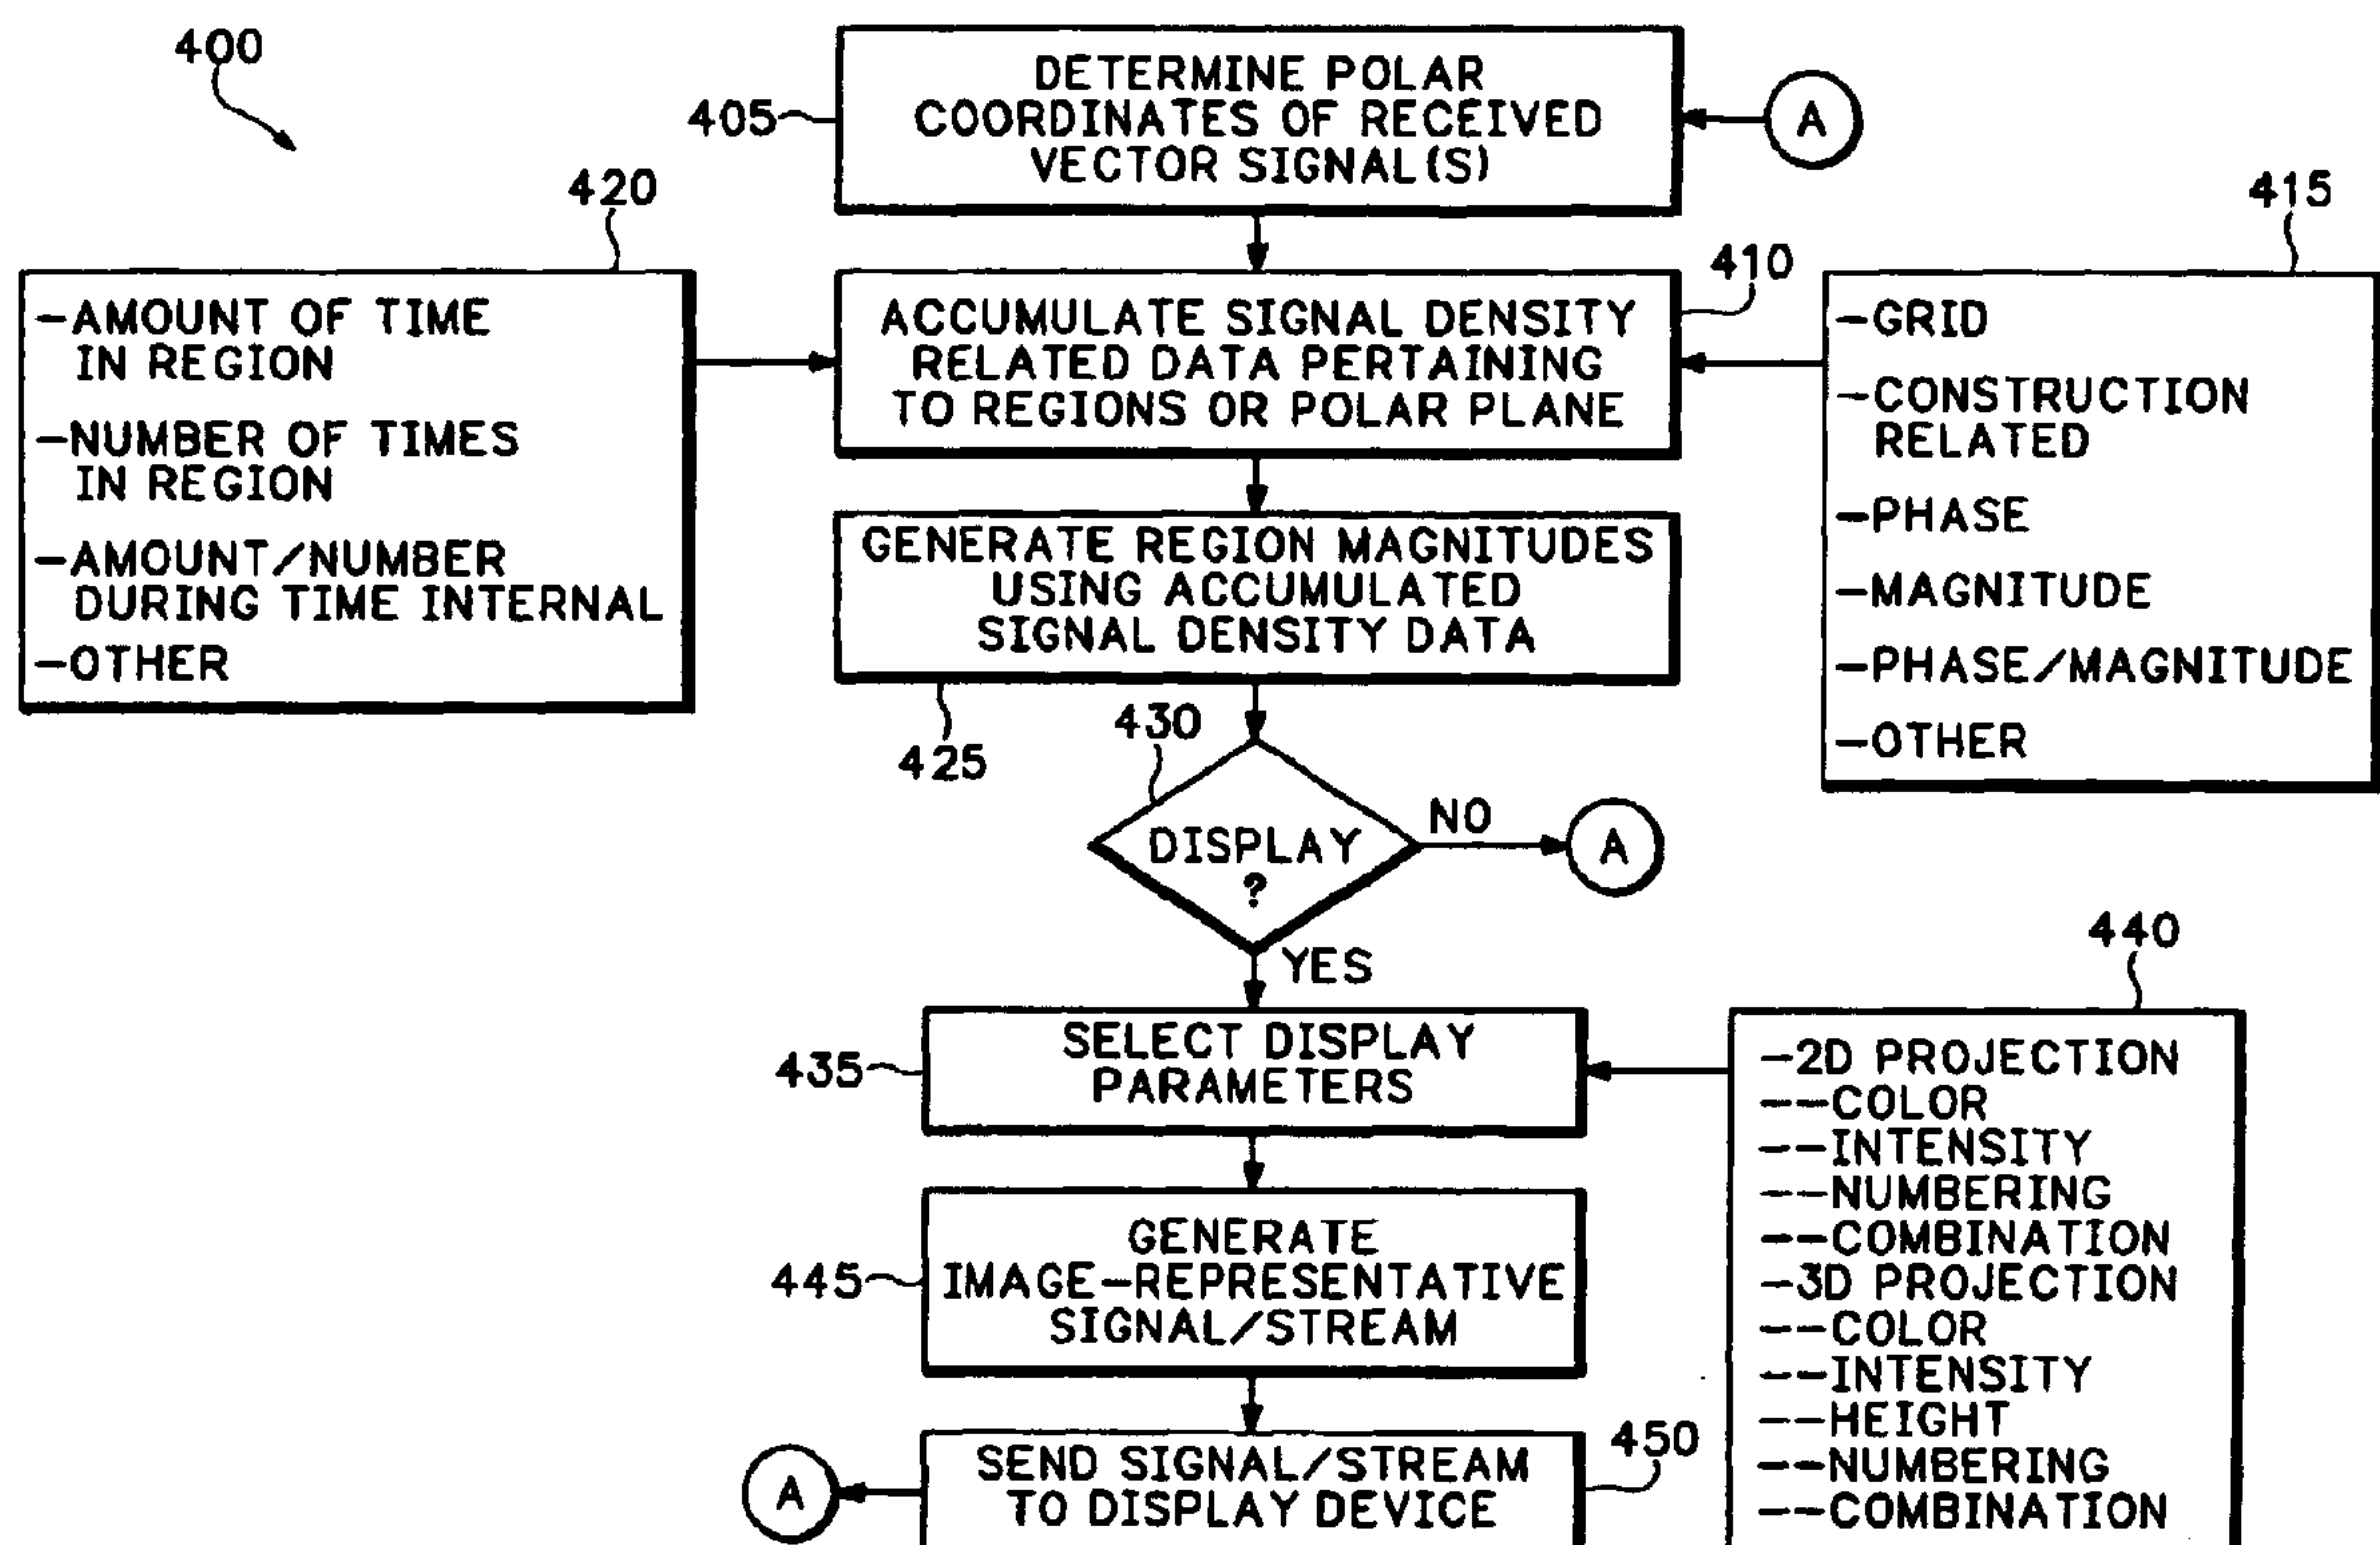 400
405
DETERMINE POLAR
COORDINATES OF RECEIVED
VECTOR SIGNAL(S)
A
420
-AMOUNT OF TIME
IN REGION
-NUMBER OF TIMES
IN REGION
-AMOUNT/NUMBER
DURING TIME INTERNAL
-OTHER
410
ACCUMULATE SIGNAL DENSITY
RELATED DATA PERTAINING
TO REGIONS OR POLAR PLANE
415
-GRID
-CONSTRUCTION
RELATED
-PHASE
-MAGNITUDE
-PHASE/MAGNITUDE
-OTHER
GENERATE REGION MAGNITUDES
USING ACCUMULATED
SIGNAL DENSITY DATA
425
430
DISPLAY
?
NO
A
YES
435
SELECT DISPLAY
PARAMETERS
440
-2D PROJECTION
--COLOR
--INTENSITY
--NUMBERING
--COMBINATION
-3D PROJECTION
--COLOR
--INTENSITY
--HEIGHT
--NUMBERING
--COMBINATION
445
GENERATE
IMAGE-REPRESENTATIVE
SIGNAL/STREAM
450
SEND SIGNAL/STREAM
TO DISPLAY DEVICE
A